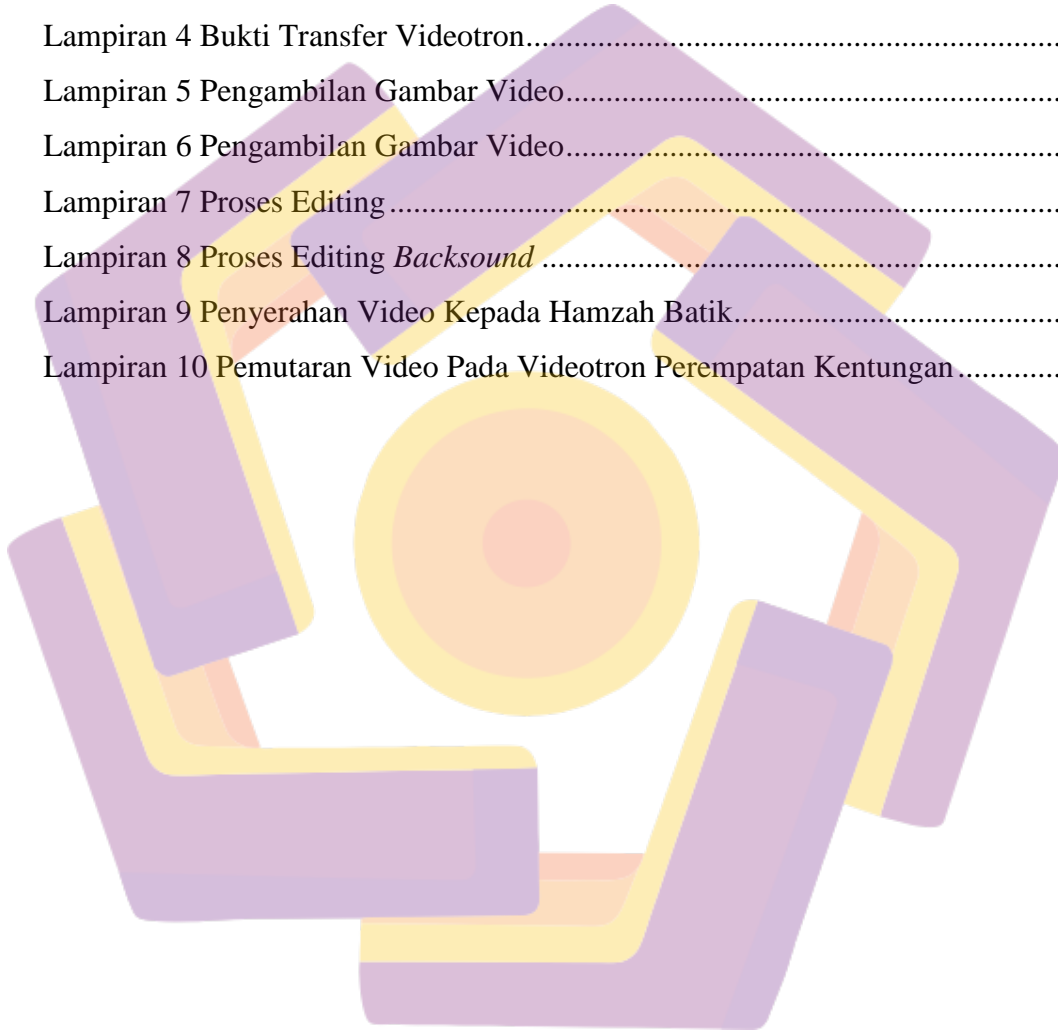 Lampiran 4 Bukti Transfer Videotron......................................................................
Lampiran 5 Pengambilan Gambar Video................................................................
Lampiran 6 Pengambilan Gambar Video................................................................
Lampiran 7 Proses Editing.......................................................................................
Lampiran 8 Proses Editing Backsound....................................................................
Lampiran 9 Penyerahan Video Kepada Hamzah Batik..........................................
Lampiran 10 Pemutaran Video Pada Videotron Perempatan Kentungan.............